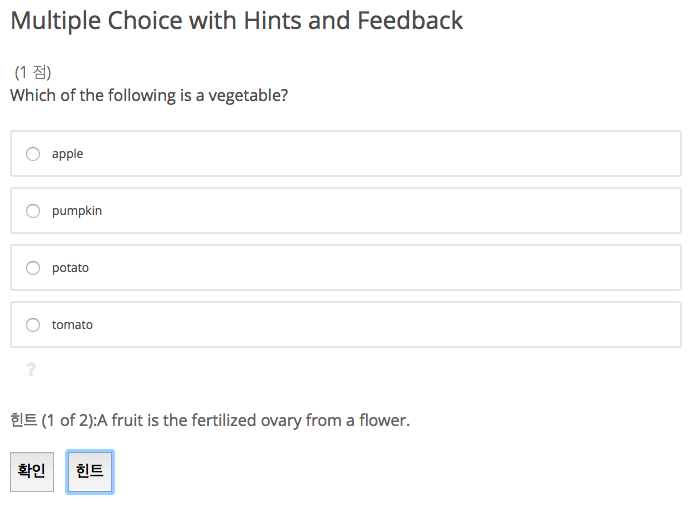 Multiple Choice with Hints and Feedback
(1 점)
Which of the following is a vegetable?
apple
pumpkin
potato
tomato
?
힌트 (1 of 2):A fruit is the fertilized ovary from a flower.
확인 힌트